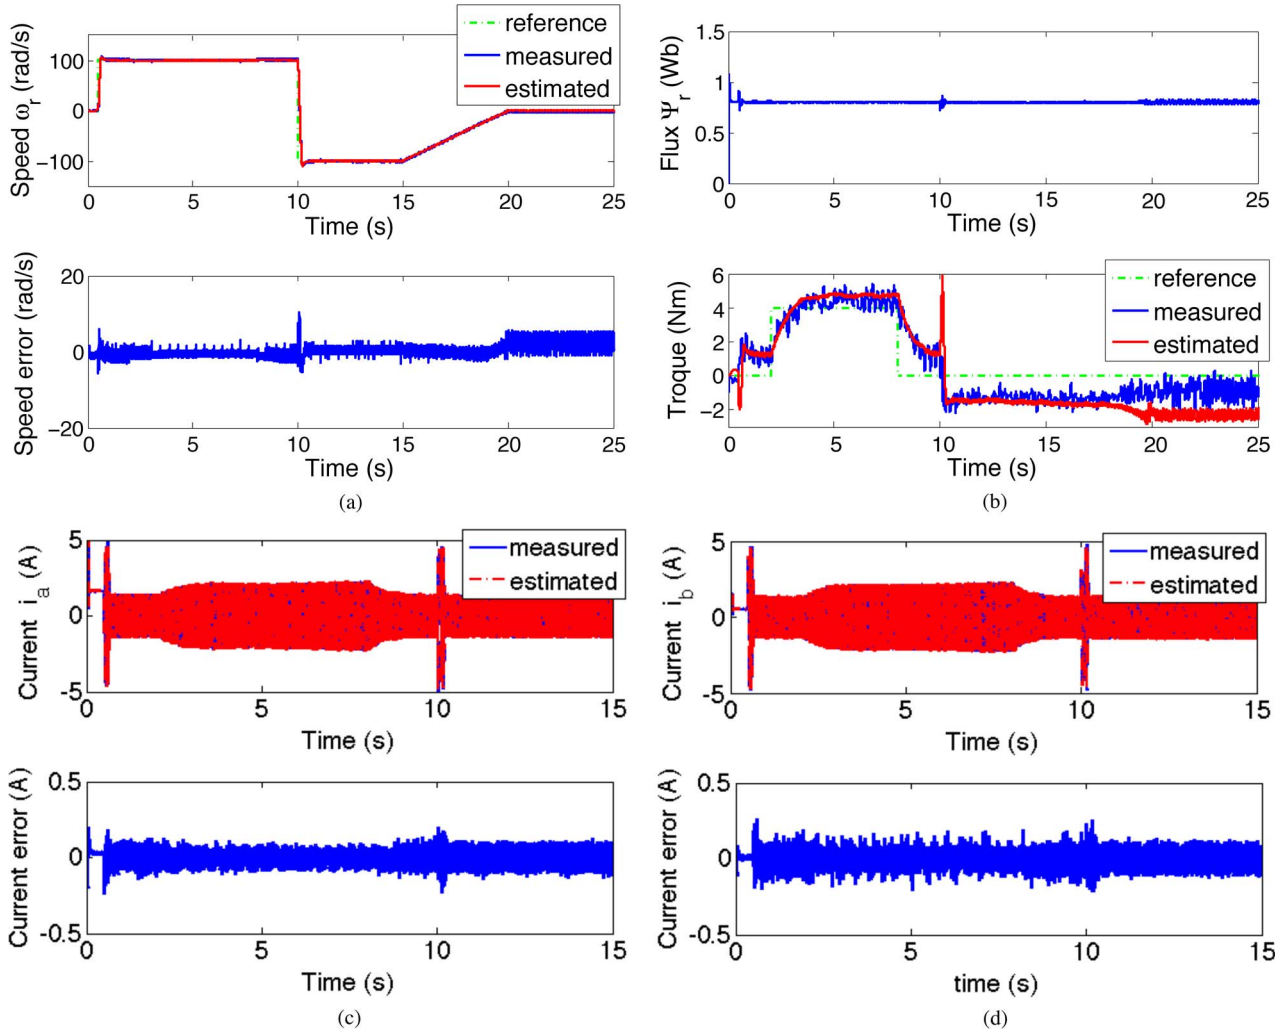 Speed ω_r (rad/s)
100
0
−100
0 5 10 15 20 25
Time (s)
reference
measured
estimated
Speed error (rad/s)
20
0
−20
0 5 10 15 20 25
Time (s)
(a)
Flux Ψ_r (Wb)
1.5
1
0.5
0
0 5 10 15 20 25
Time (s)
Troque (Nm)
6
4
2
0
−2
0 5 10 15 20 25
Time (s)
reference
measured
estimated
(b)
Current i_a (A)
5
0
-5
0 5 10 15
Time (s)
measured
estimated
Current error (A)
0.5
0
-0.5
0 5 10 15
Time (s)
(c)
Current i_b (A)
5
0
-5
0 5 10 15
Time (s)
measured
estimated
Current error (A)
0.5
0
-0.5
0 5 10 15
time (s)
(d)